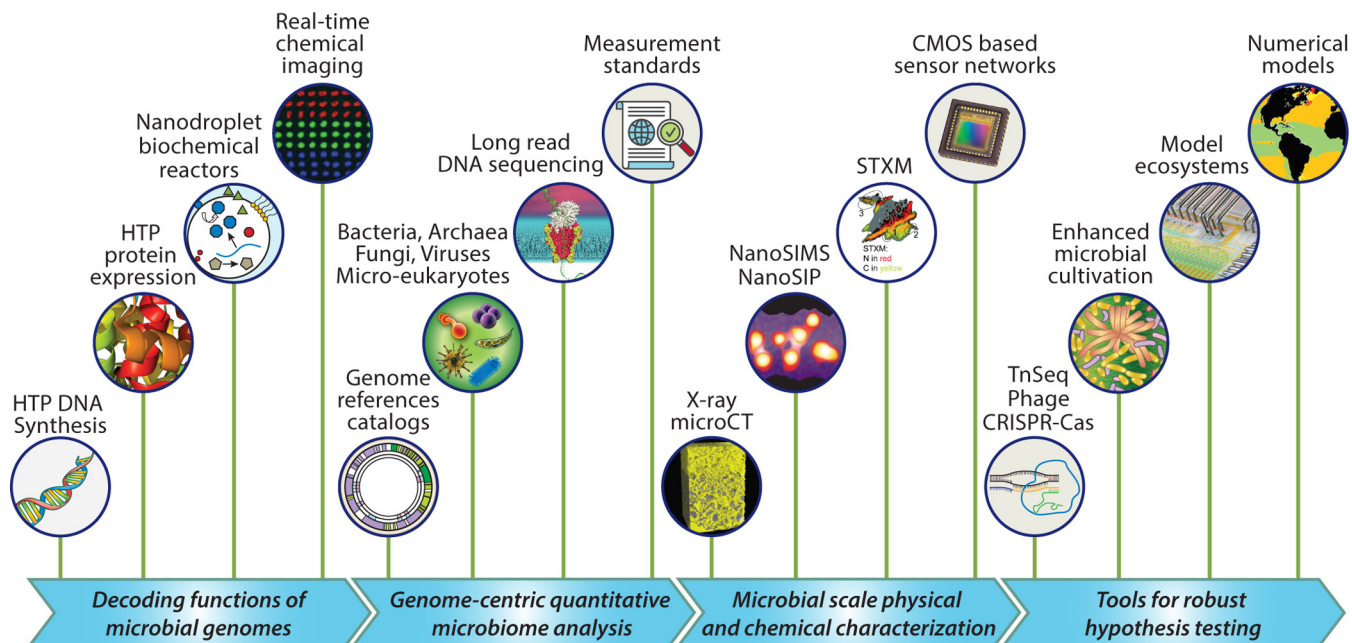 HTP DNA
Synthesis
HTP
protein
expression
Nanodroplet
biochemical
reactors
Real-time
chemical
imaging
Genome
references
catalogs
Bacteria, Archaea
Fungi, Viruses
Micro-eukaryotes
Long read
DNA sequencing
Measurement
standards
X-ray
microCT
NanoSIMS
NanoSIP
STXM
3
2
STXM:
N in red
C in yellow
CMOS based
sensor networks
TnSeq
Phage
CRISPR-Cas
Enhanced
microbial
cultivation
Model
ecosystems
Numerical
models
Decoding functions of
microbial genomes
Genome-centric quantitative
microbiome analysis
Microbial scale physical
and chemical characterization
Tools for robust
hypothesis testing